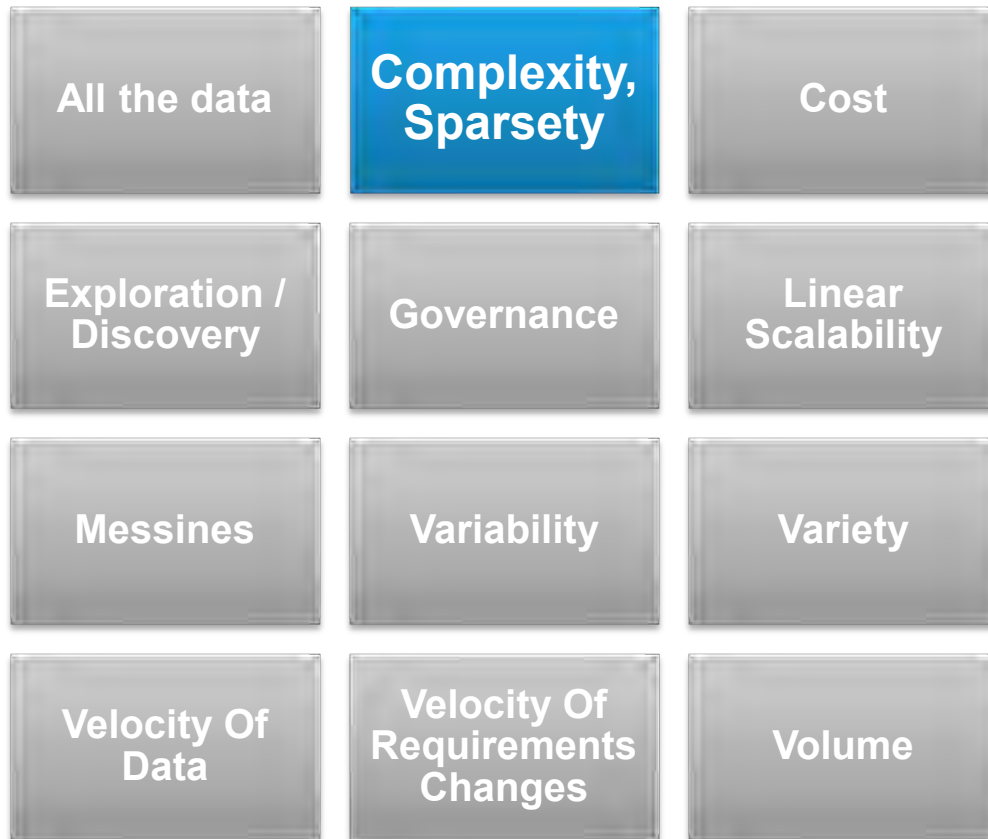 All the data
Complexity,
Sparsety
Cost
Exploration /
Discovery
Governance
Linear
Scalability
Messines
Variability
Variety
Velocity Of
Data
Velocity Of
Requirements
Changes
Volume